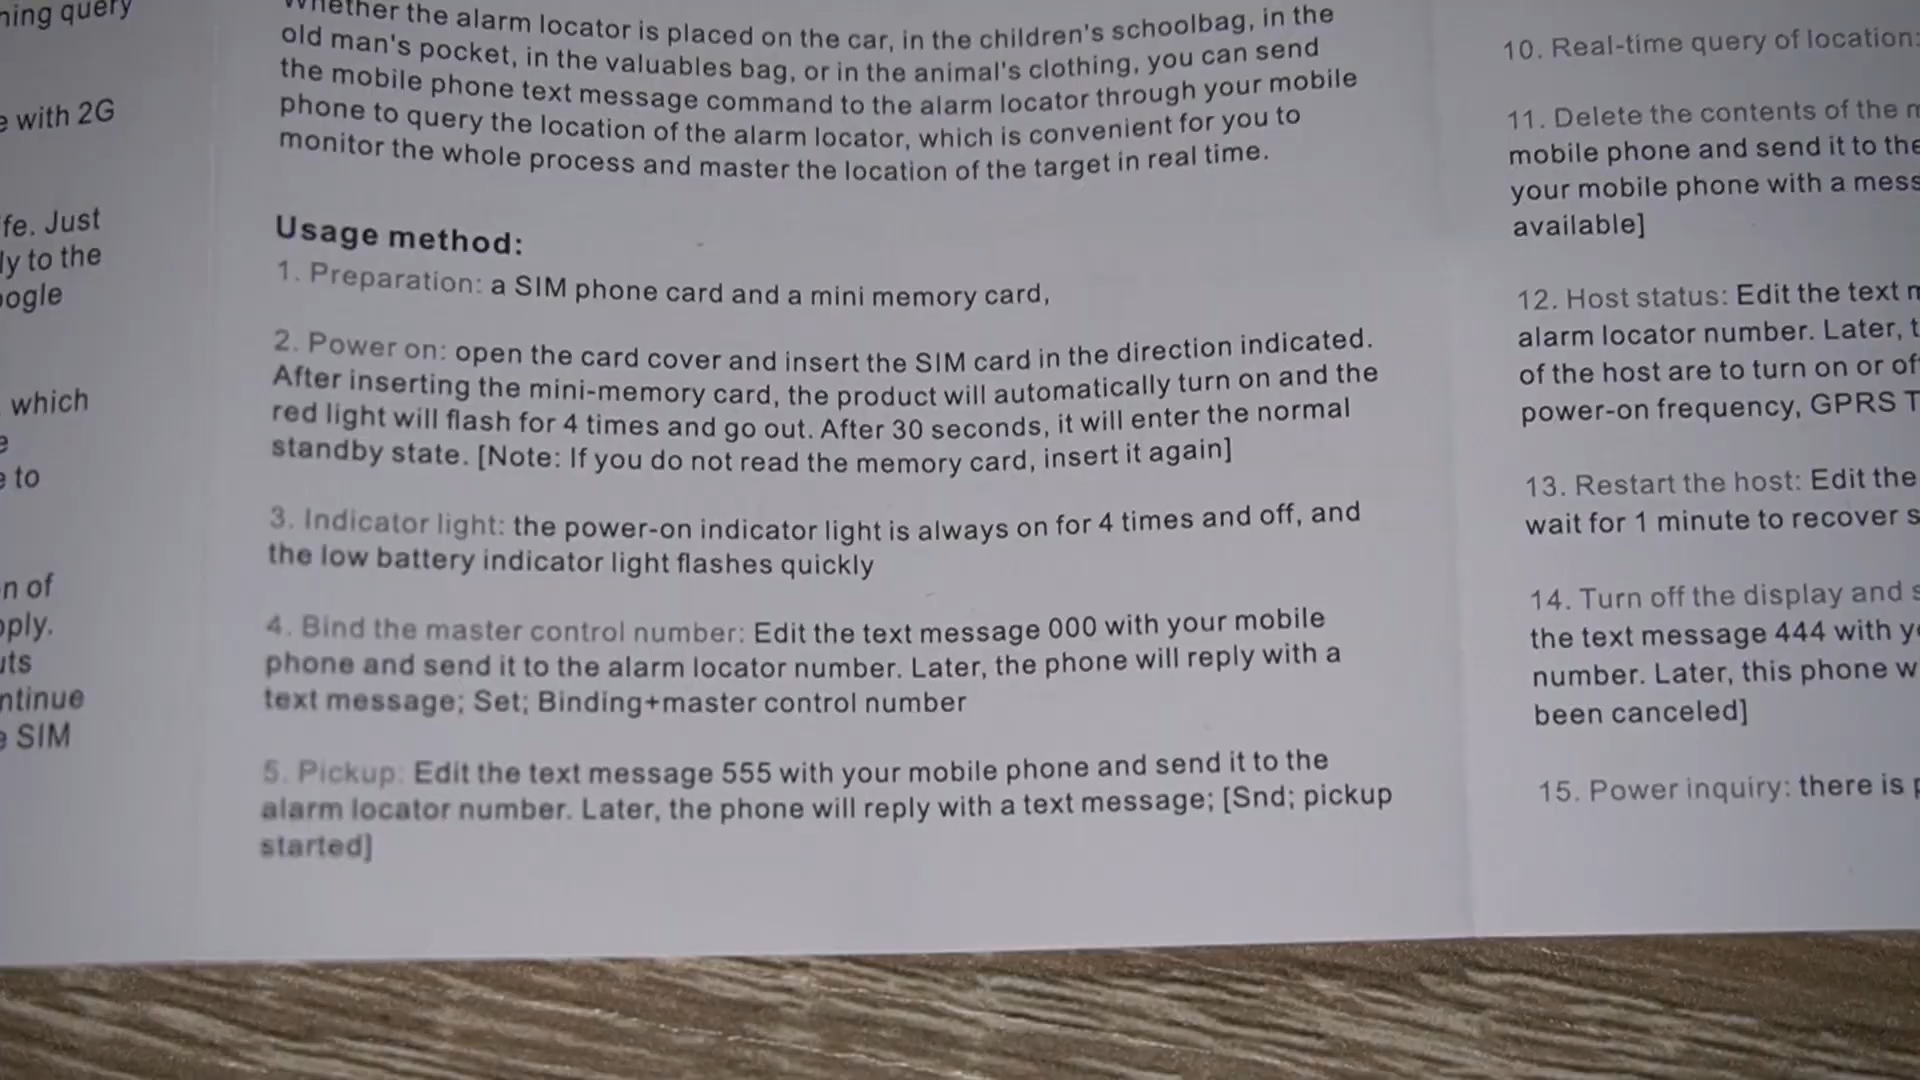 ning query
with 2G
fe. Just
ly to the
ogle
which
e
e to
n of
ply.
uts
ntinue
SIM
Whether the alarm locator is placed on the car, in the children's schoolbag, in the
old man's pocket, in the valuables bag, or in the animal's clothing, you can send
the mobile phone text message command to the alarm locator through your mobile
phone to query the location of the alarm locator, which is convenient for you to
monitor the whole process and master the location of the target in real time.
Usage method:
1. Preparation: a SIM phone card and a mini memory card,
2. Power on: open the card cover and insert the SIM card in the direction indicated.
After inserting the mini-memory card, the product will automatically turn on and the
red light will flash for 4 times and go out. After 30 seconds, it will enter the normal
standby state. [Note: If you do not read the memory card, insert it again]
3. Indicator light: the power-on indicator light is always on for 4 times and off, and
the low battery indicator light flashes quickly
4. Bind the master control number: Edit the text message 000 with your mobile
phone and send it to the alarm locator number. Later, the phone will reply with a
text message; Set; Binding+master control number
5. Pickup: Edit the text message 555 with your mobile phone and send it to the
alarm locator number. Later, the phone will reply with a text message; [Snd; pickup
started]
10. Real-time query of location:
11. Delete the contents of the
mobile phone and send it to the
your mobile phone with a mess
available]
12. Host status: Edit the text
alarm locator number. Later,
of the host are to turn on or of
power-on frequency, GPRS T
13. Restart the host: Edit the
wait for 1 minute to recover s
14. Turn off the display and s
the text message 444 with y
number. Later, this phone w
been canceled]
15. Power inquiry: there is